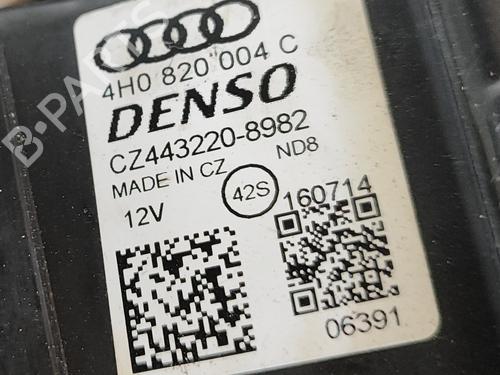 4H0 820 004 C
DENSO
CZ443220-8982
MADE IN CZ
ND8
12V
42S
160714
06391
B-PARTS